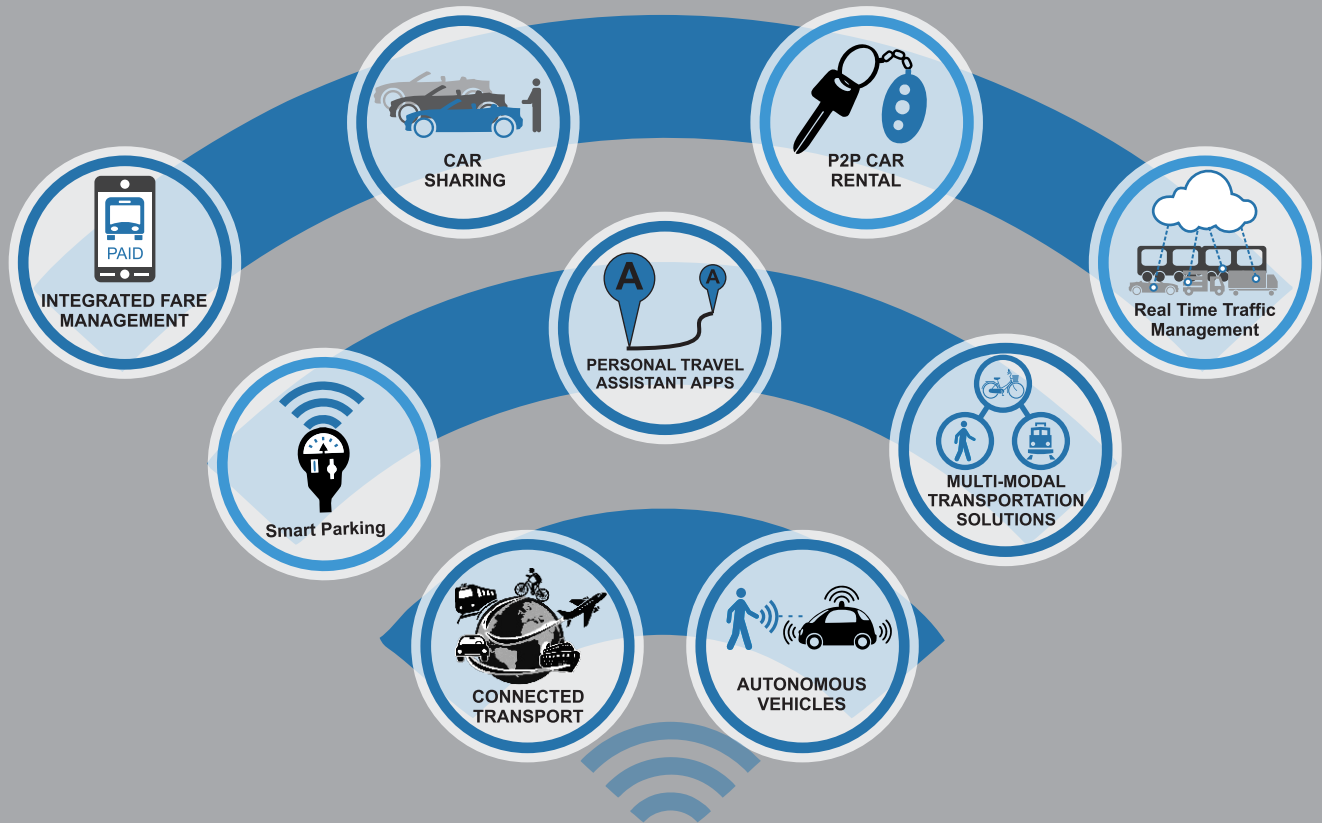 CAR
SHARING
P2P CAR
RENTAL
PAID
INTEGRATED FARE
MANAGEMENT
Real Time Traffic
Management
A
A
PERSONAL TRAVEL
ASSISTANT APPS
Smart Parking
MULTI-MODAL
TRANSPORTATION
SOLUTIONS
CONNECTED
TRANSPORT
AUTONOMOUS
VEHICLES